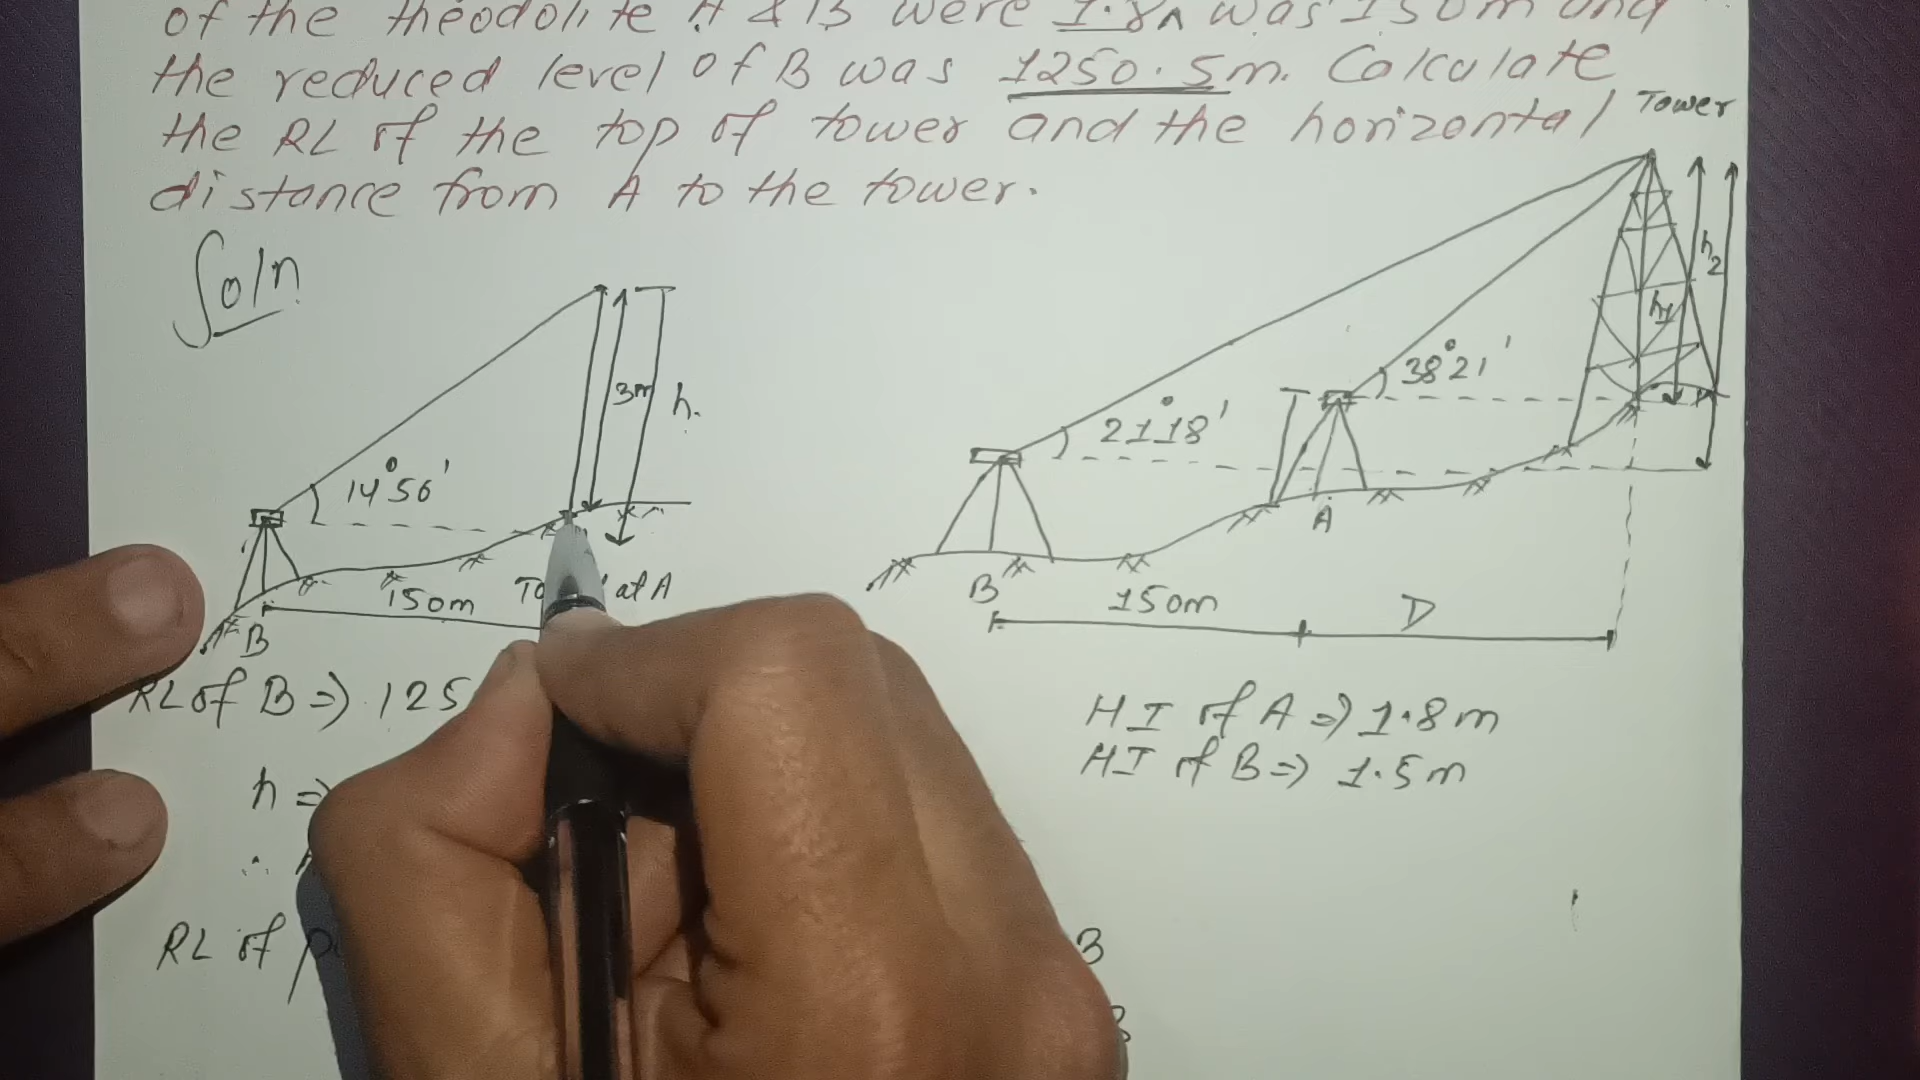 of the theodolite A & B were 1.8 was 150m and
the reduced level of B was 1250.5m. Calculate
the RL of the top of tower and the horizontal
distance from A to the tower.
Tower
Soln
3m
h.
14°56'
150m
at A
B
RL of B => 125
h =>
∴
RL of
h2
h1
38°21'
21°18'
A
B
150m
D
HI of A => 1.8m
HI of B => 1.5m
3